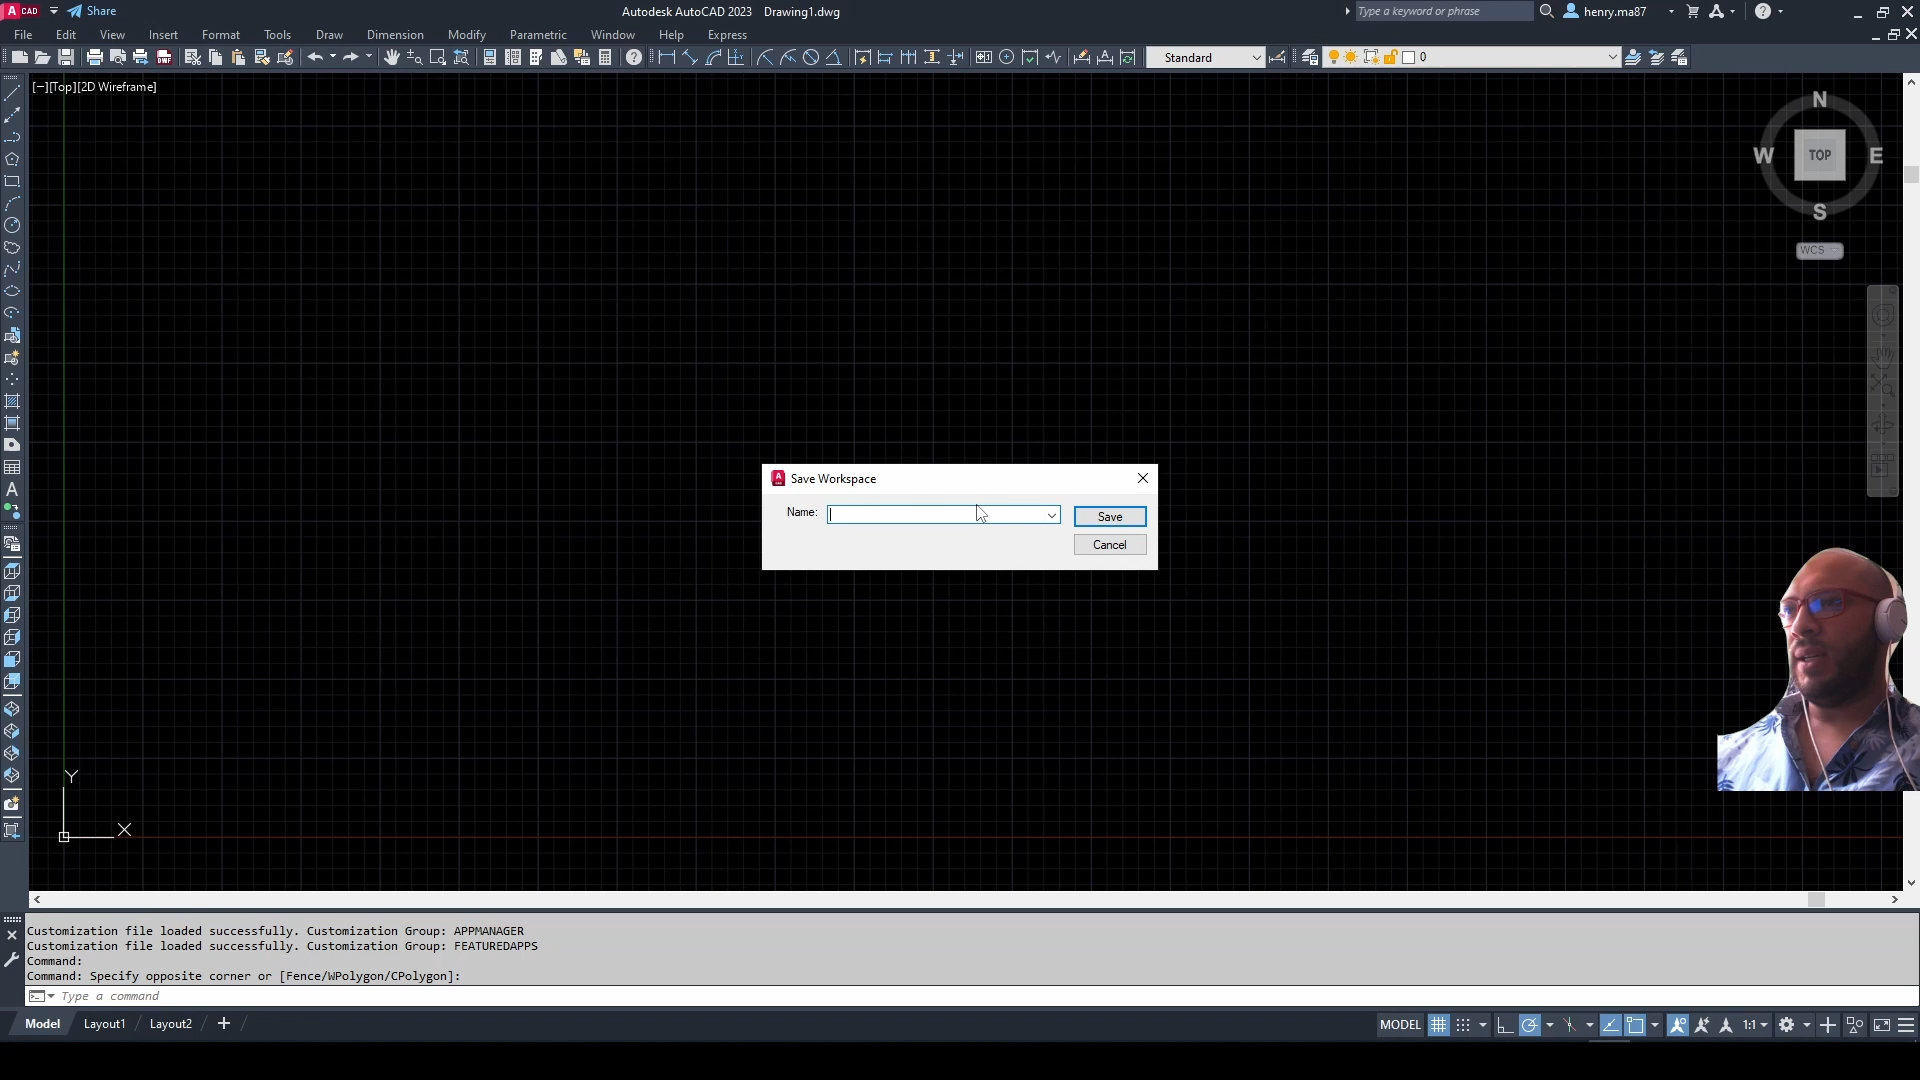 A CAD Share Autodesk AutoCAD 2023 Drawing1.dwg Type a keyword or phrase henry.ma87
File Edit View Insert Format Tools Draw Dimension Modify Parametric Window Help Express
Standard 0
[−][Top][2D Wireframe]
N
W TOP E
S
WCS
Save Workspace
Name: Save
Cancel
Y
X
Customization file loaded successfully. Customization Group: APPMANAGER
Customization file loaded successfully. Customization Group: FEATUREDAPPS
Command:
Command: Specify opposite corner or [Fence/WPolygon/CPolygon]:
Type a command
Model Layout1 Layout2 MODEL 1:1